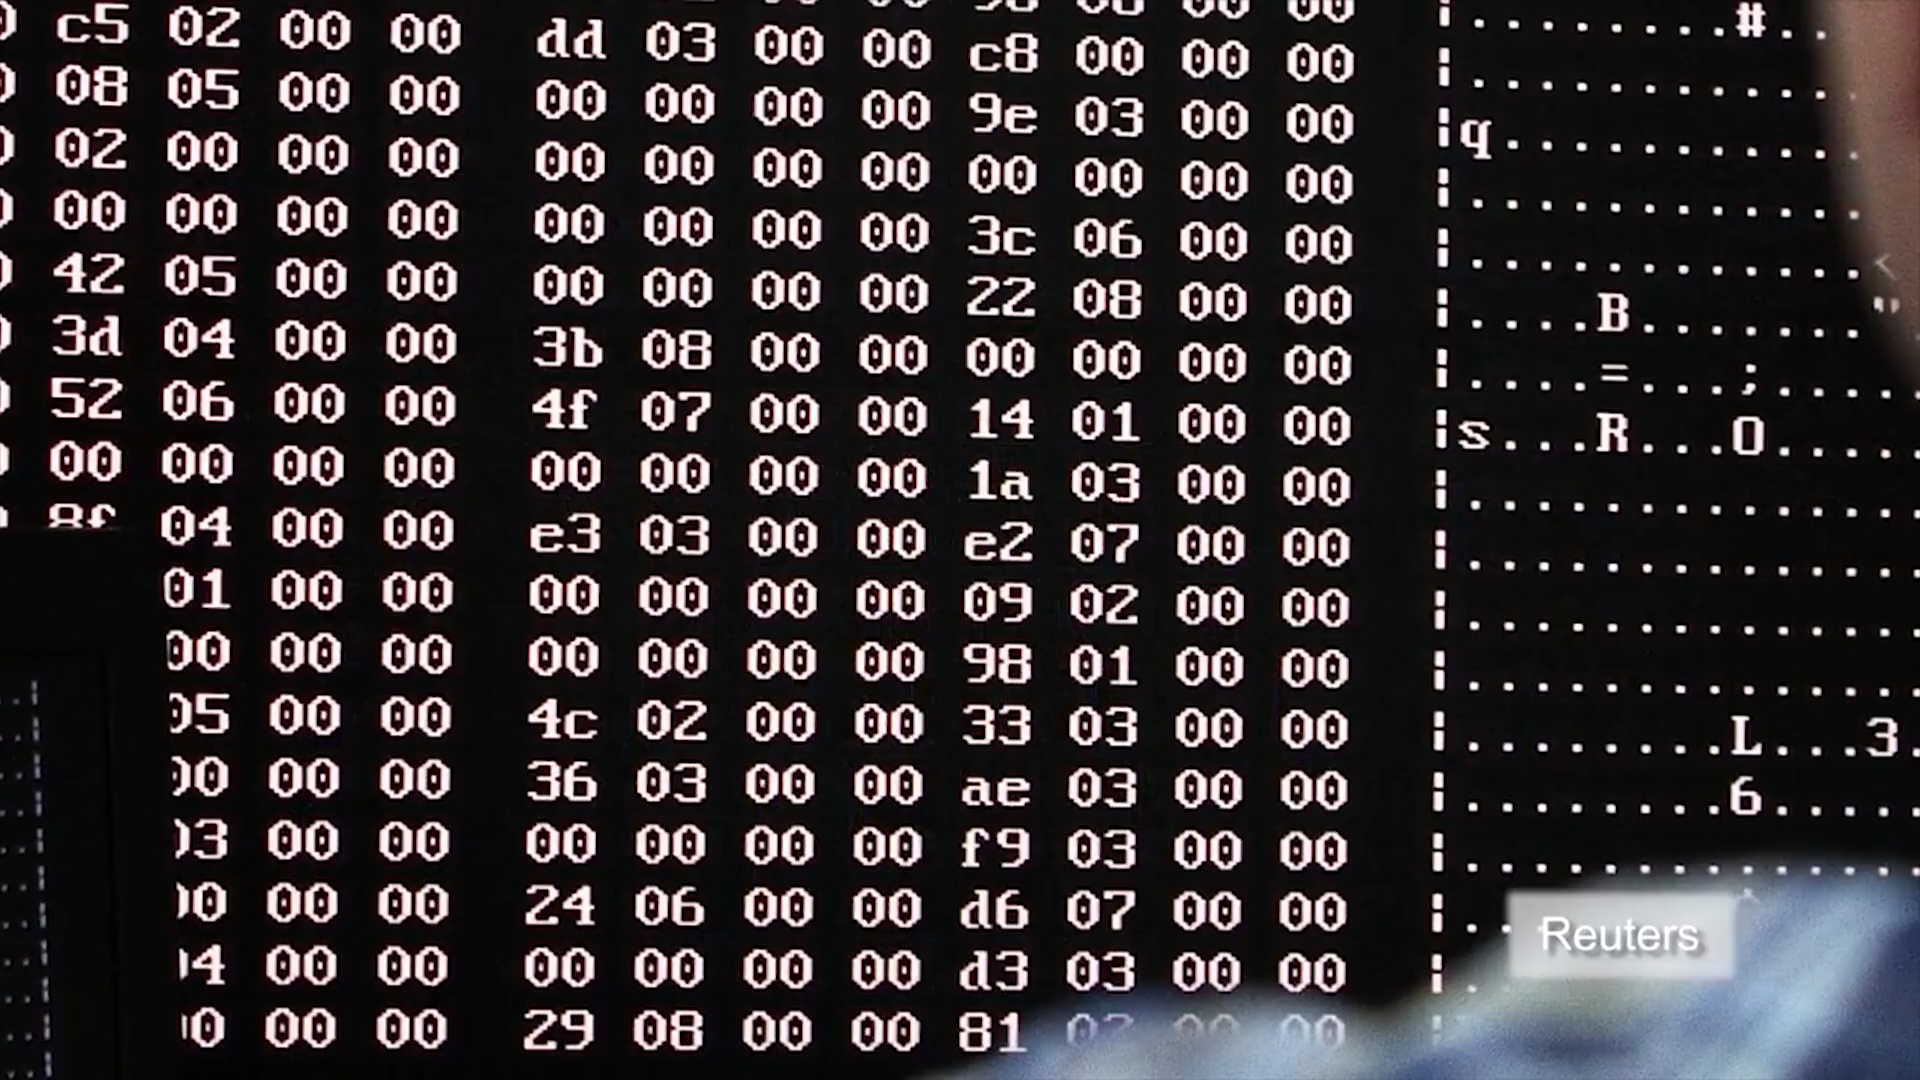 c5 02 00 00 dd 03 00 00 c8 00 00 00 ¦ ........#..
08 05 00 00 00 00 00 00 9e 03 00 00 ¦ ............
02 00 00 00 00 00 00 00 00 00 00 00 ¦q............
00 00 00 00 00 00 00 00 3c 06 00 00 ¦ ............
42 05 00 00 00 00 00 00 22 08 00 00 ¦ ............<
3d 04 00 00 3b 08 00 00 00 00 00 00 ¦ ....B......."
52 06 00 00 4f 07 00 00 14 01 00 00 ¦ ....=...;.....
00 00 00 00 00 00 00 00 1a 03 00 00 ¦s...R...O.....
8f 04 00 00 e3 03 00 00 e2 07 00 00 ¦ ..............
01 00 00 00 00 00 00 09 02 00 00 ¦ ..............
00 00 00 00 00 00 00 98 01 00 00 ¦ ..............
05 00 00 4c 02 00 00 33 03 00 00 ¦ ..............
00 00 00 36 03 00 00 ae 03 00 00 ¦ ........L...3.
03 00 00 00 00 00 00 f9 03 00 00 ¦ ........6.....
00 00 24 06 00 00 d6 07 00 00
00 00 00 00 00 00 d3 03 00 00
00 00 29 08 00 00 81
Reuters